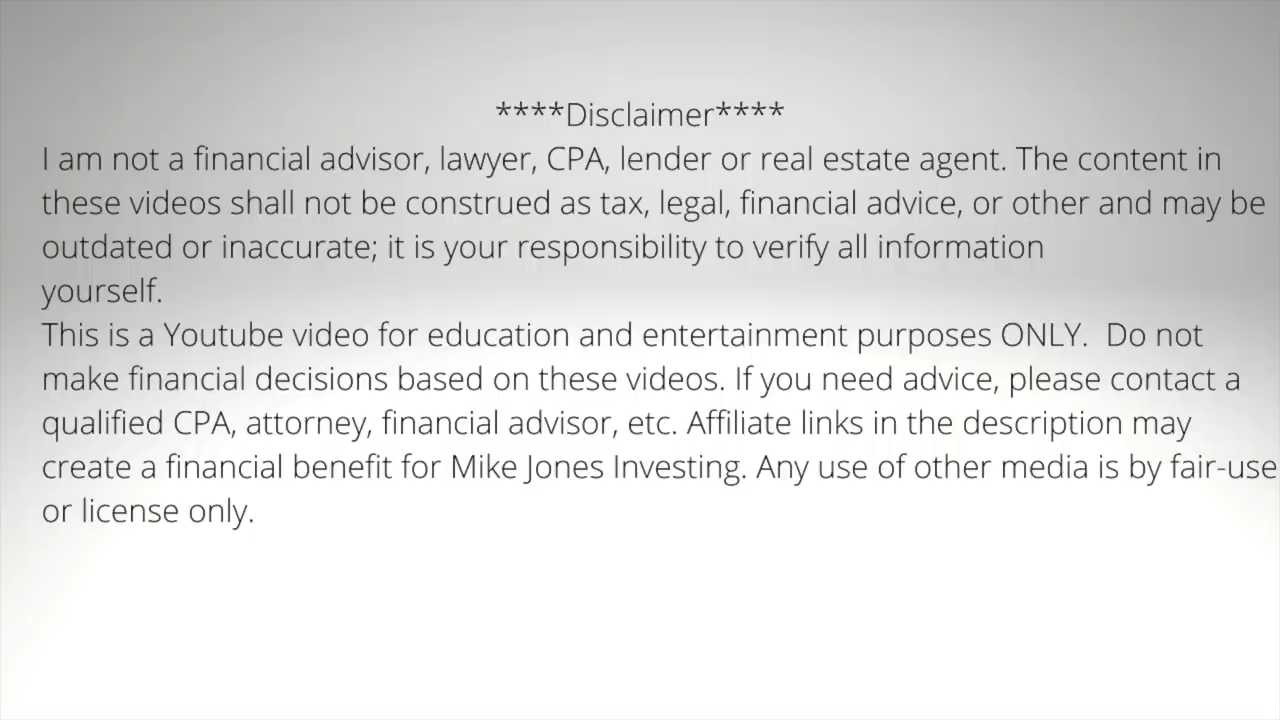 ****Disclaimer****
I am not a financial advisor, lawyer, CPA, lender or real estate agent. The content in
these videos shall not be construed as tax, legal, financial advice, or other and may be
outdated or inaccurate; it is your responsibility to verify all information
yourself.
This is a Youtube video for education and entertainment purposes ONLY.  Do not
make financial decisions based on these videos. If you need advice, please contact a
qualified CPA, attorney, financial advisor, etc. Affiliate links in the description may
create a financial benefit for Mike Jones Investing. Any use of other media is by fair-use
or license only.